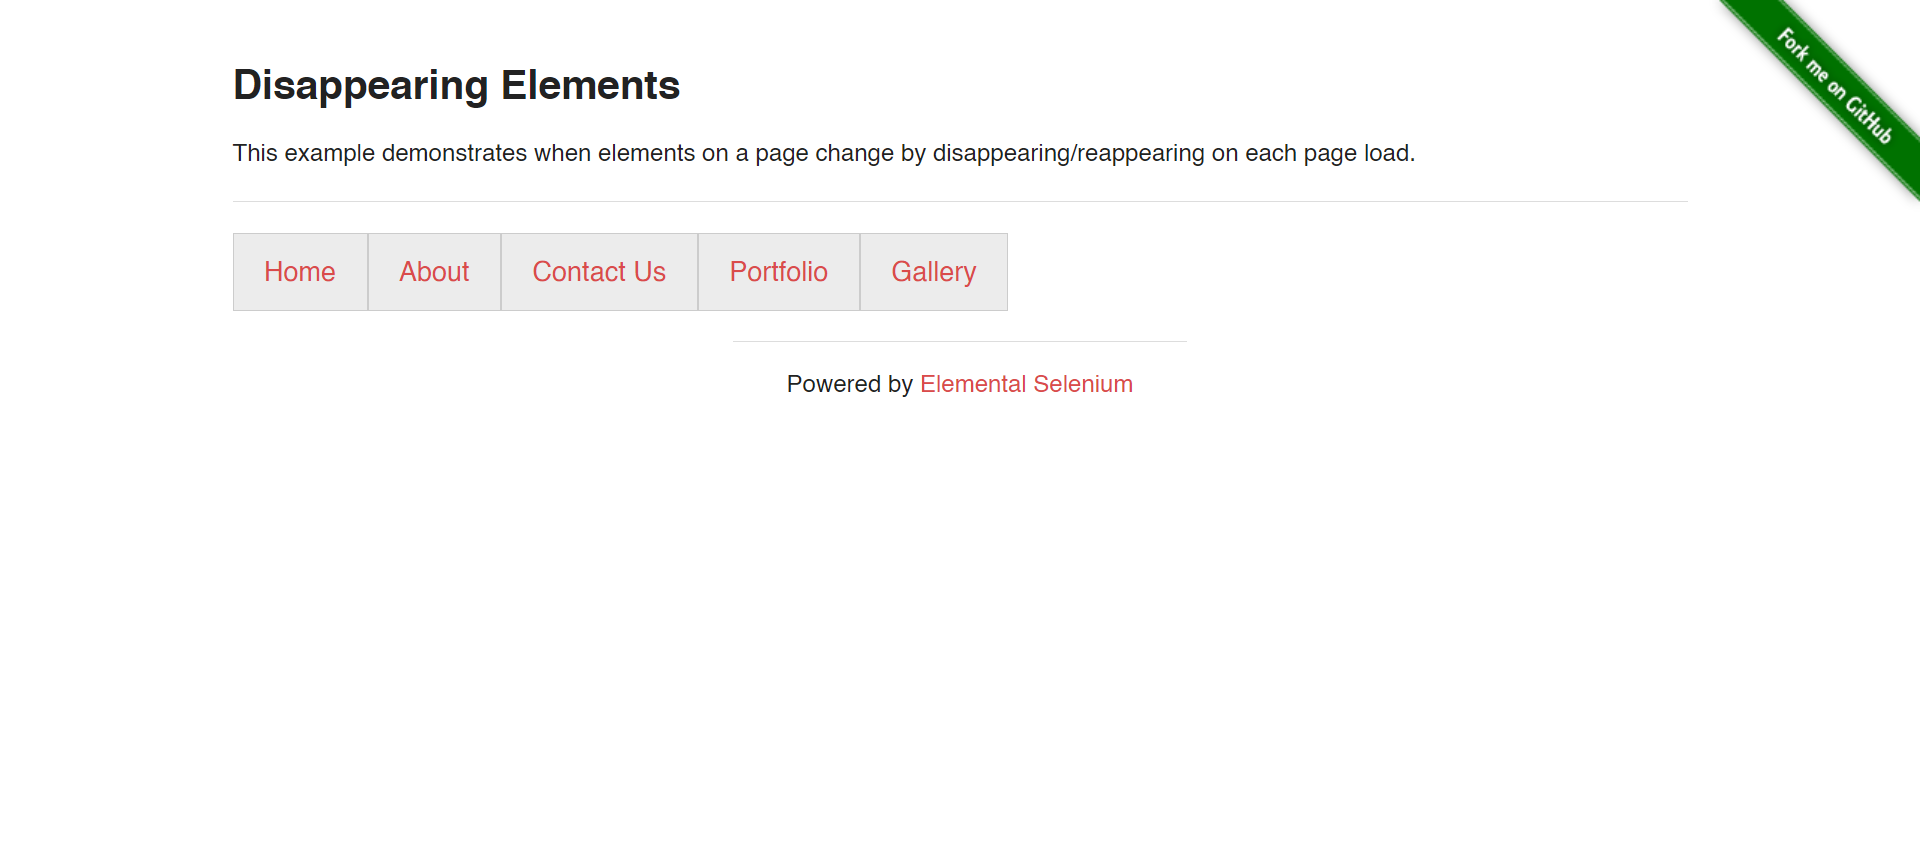 Fork me on GitHub
Disappearing Elements
This example demonstrates when elements on a page change by disappearing/reappearing on each page load.
Home About Contact Us Portfolio Gallery
Powered by Elemental Selenium